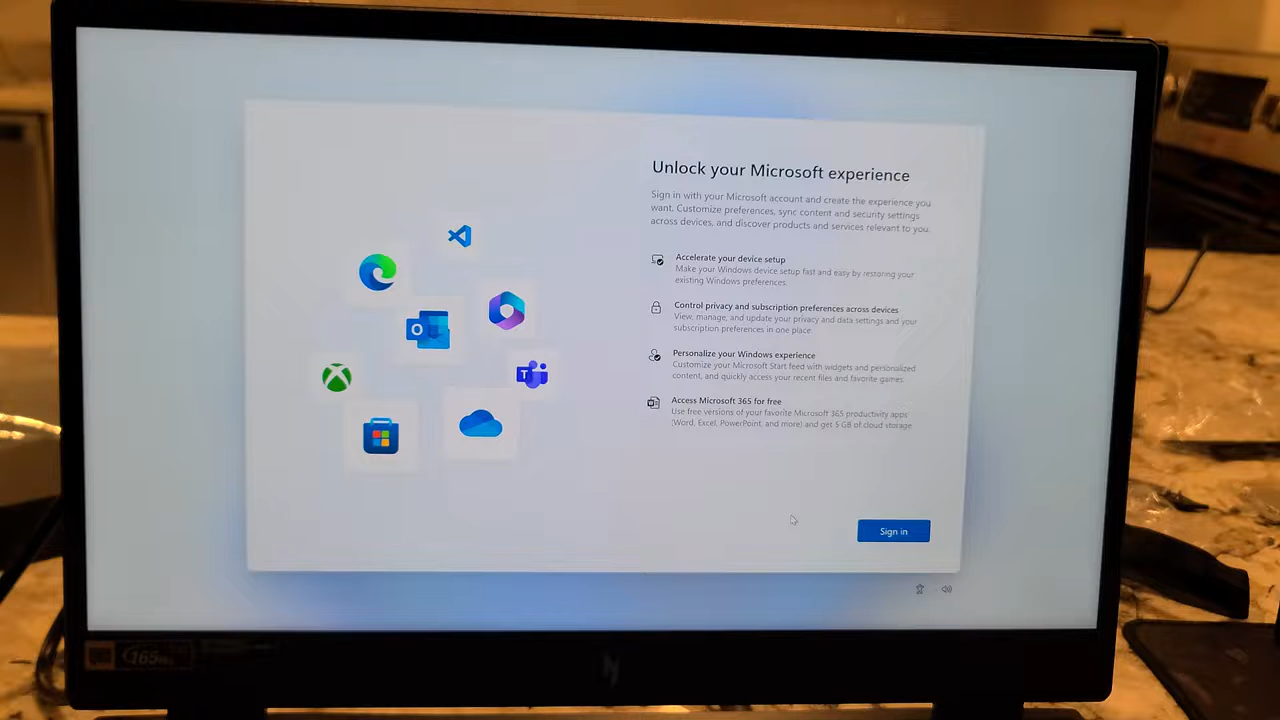 Unlock your Microsoft experience
Sign in with your Microsoft account and create the experience you
want. Customize preferences, sync content and security settings
across devices, and discover products and services relevant to you.
Accelerate your device setup
Make your Windows device setup fast and easy by restoring your
existing Windows preferences.
Control privacy and subscription preferences across devices
View, manage, and update your privacy and data settings and your
subscription preferences in one place.
Personalize your Windows experience
Customize your Microsoft Start feed with widgets and personalized
content, and quickly access your recent files and favorite games.
Access Microsoft 365 for free
Use free versions of your favorite Microsoft 365 productivity apps
(Word, Excel, PowerPoint, and more) and get 5 GB of cloud storage
Sign in
165Hz